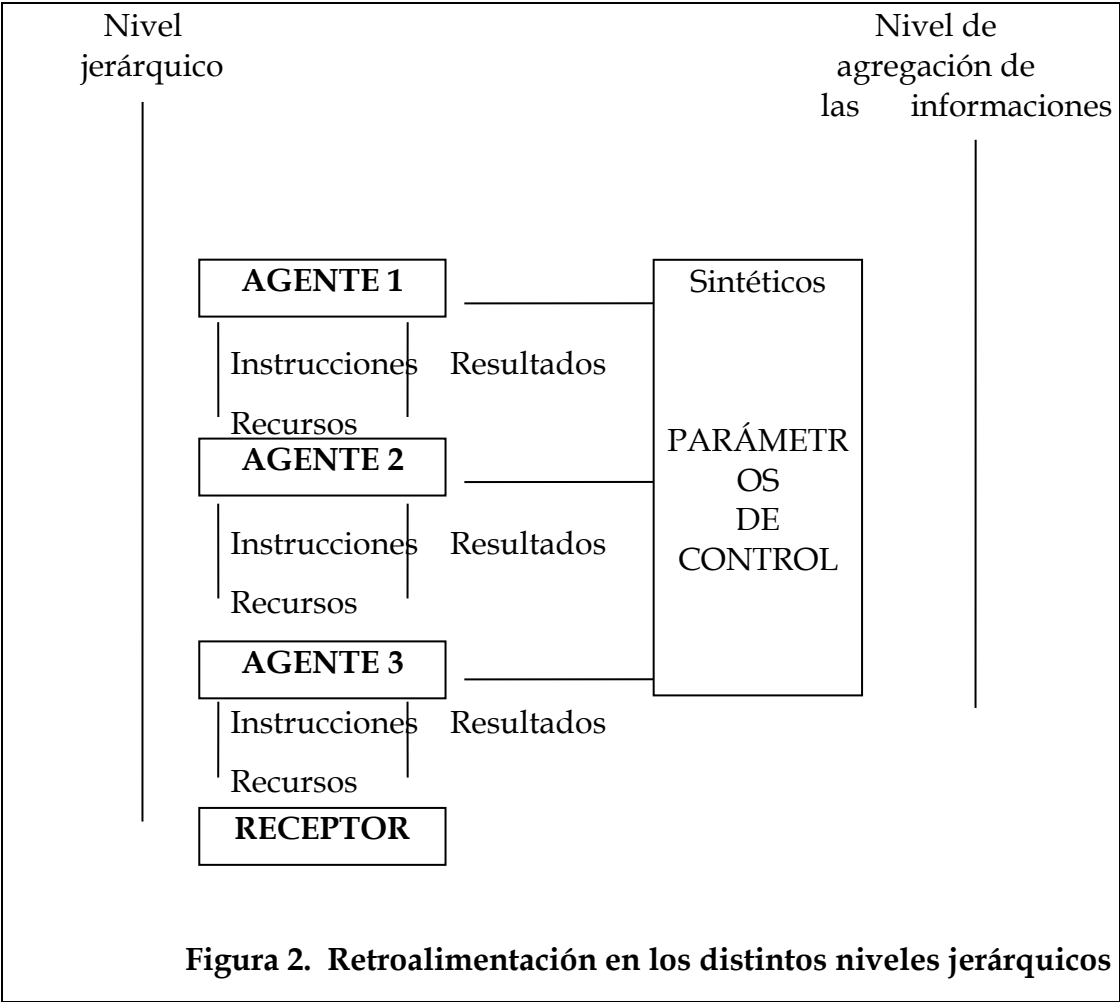 Nivel
jerárquico
Nivel de
agregación de
las informaciones
AGENTE 1
Sintéticos
Instrucciones Resultados
Recursos
AGENTE 2
PARÁMETR
OS
DE
CONTROL
Instrucciones Resultados
Recursos
AGENTE 3
Instrucciones Resultados
Recursos
RECEPTOR
Figura 2. Retroalimentación en los distintos niveles jerárquicos